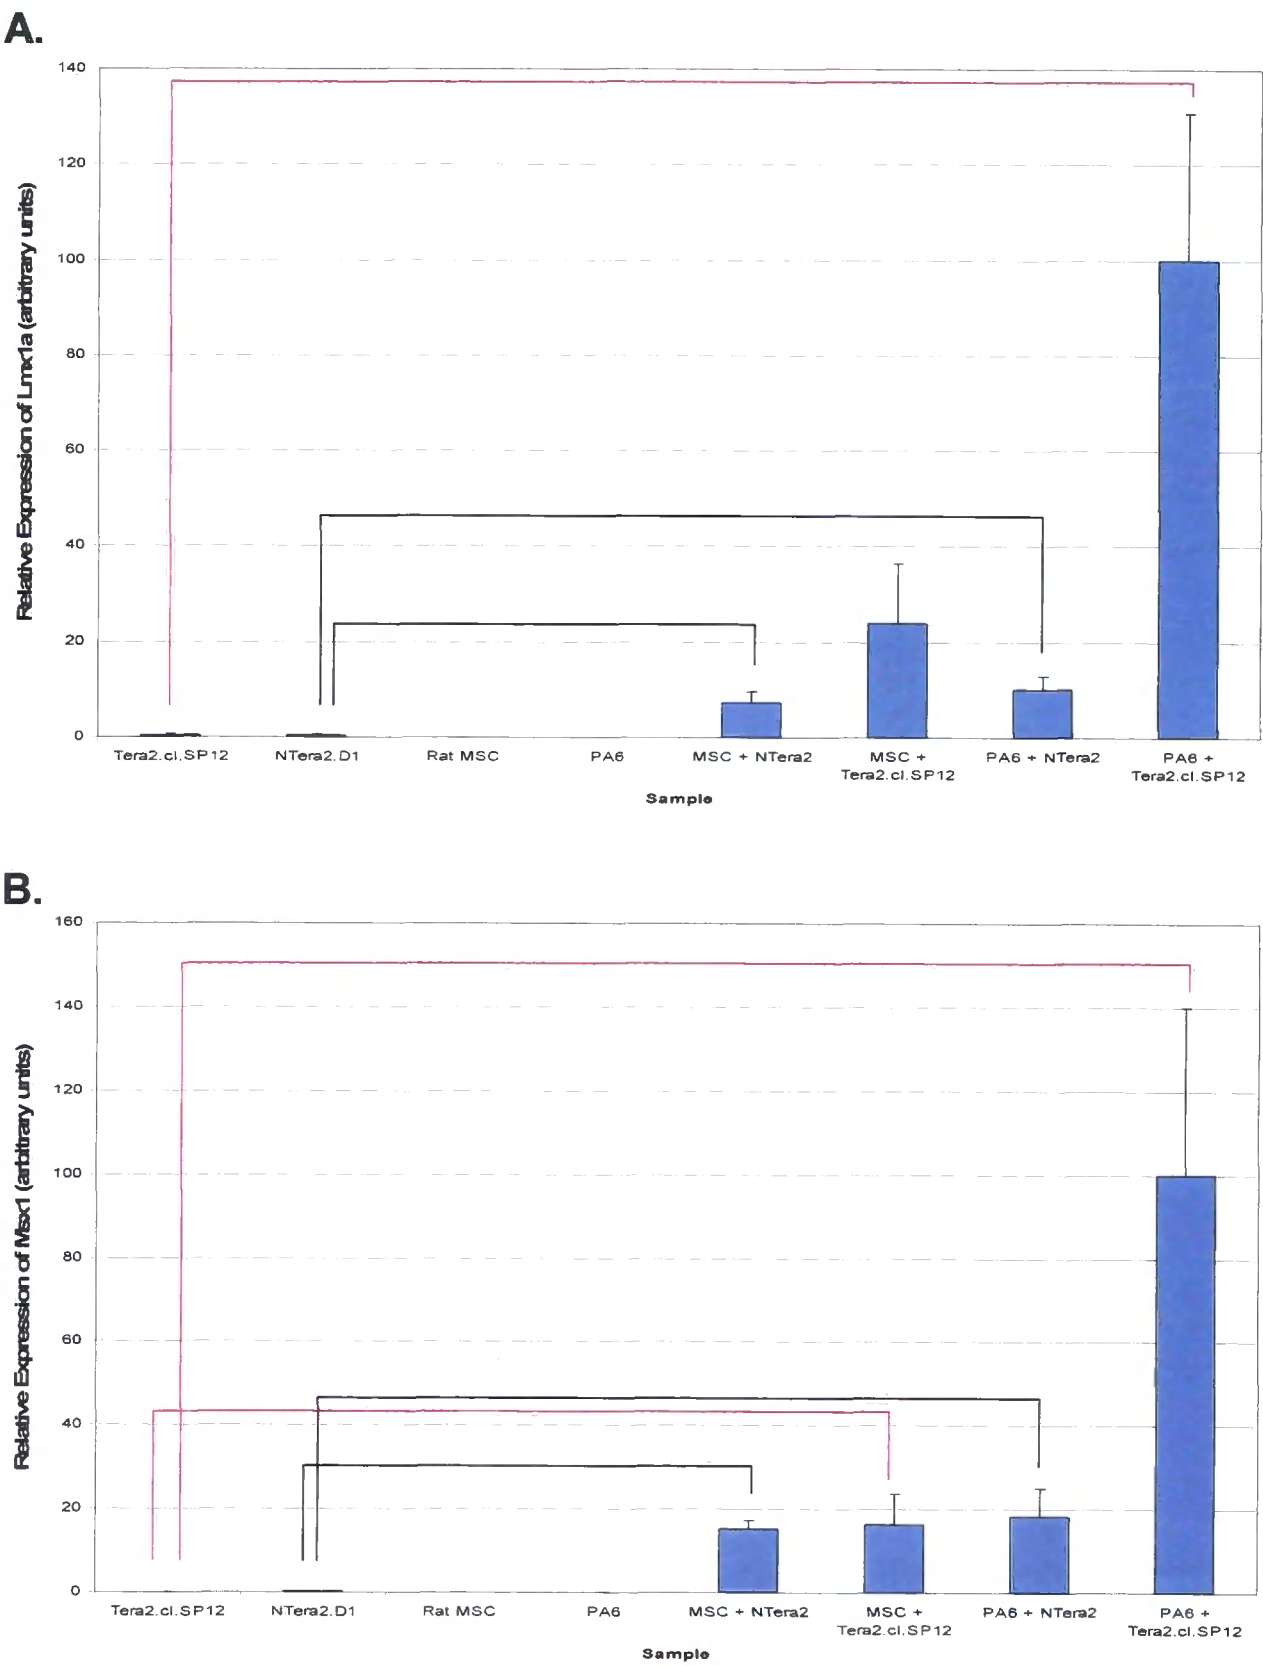 A.
140
120
100
80
60
40
20
0
Relative Expression of Lmx1a (arbitrary units)
Tera2.cl.SP12 NTera2.D1 Rat MSC PA6 MSC + NTera2 MSC + PA6 + NTera2 PA6 +
Tera2.cl.SP12 Tera2.cl.SP12
Sample
B.
160
140
120
100
80
60
40
20
0
Relative Expression of Msx1 (arbitrary units)
Tera2.cl.SP12 NTera2.D1 Rat MSC PA6 MSC + NTera2 MSC + PA6 + NTera2 PA6 +
Tera2.cl.SP12 Tera2.cl.SP12
Sample